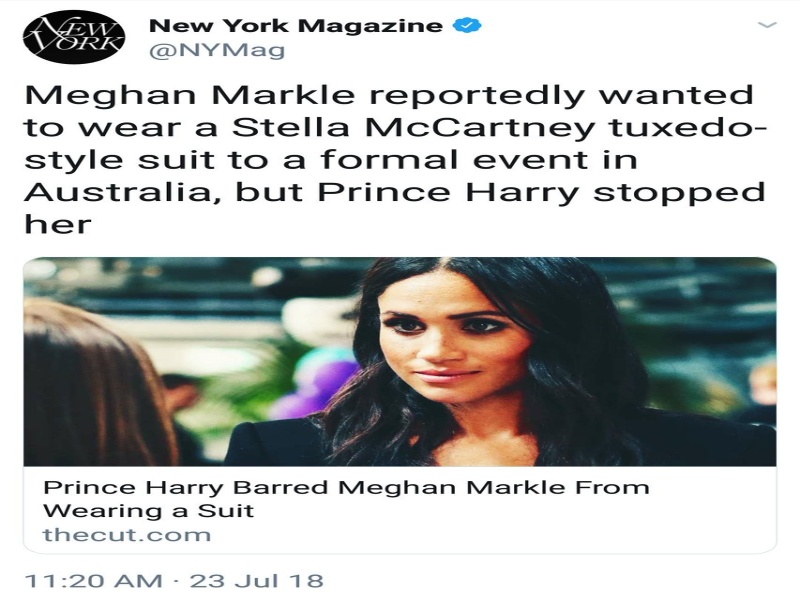 NEW YORK
New York Magazine
@NYMag
Meghan Markle reportedly wanted
to wear a Stella McCartney tuxedo-
style suit to a formal event in
Australia, but Prince Harry stopped
her
Prince Harry Barred Meghan Markle From
Wearing a Suit
thecut.com
11:20 AM · 23 Jul 18